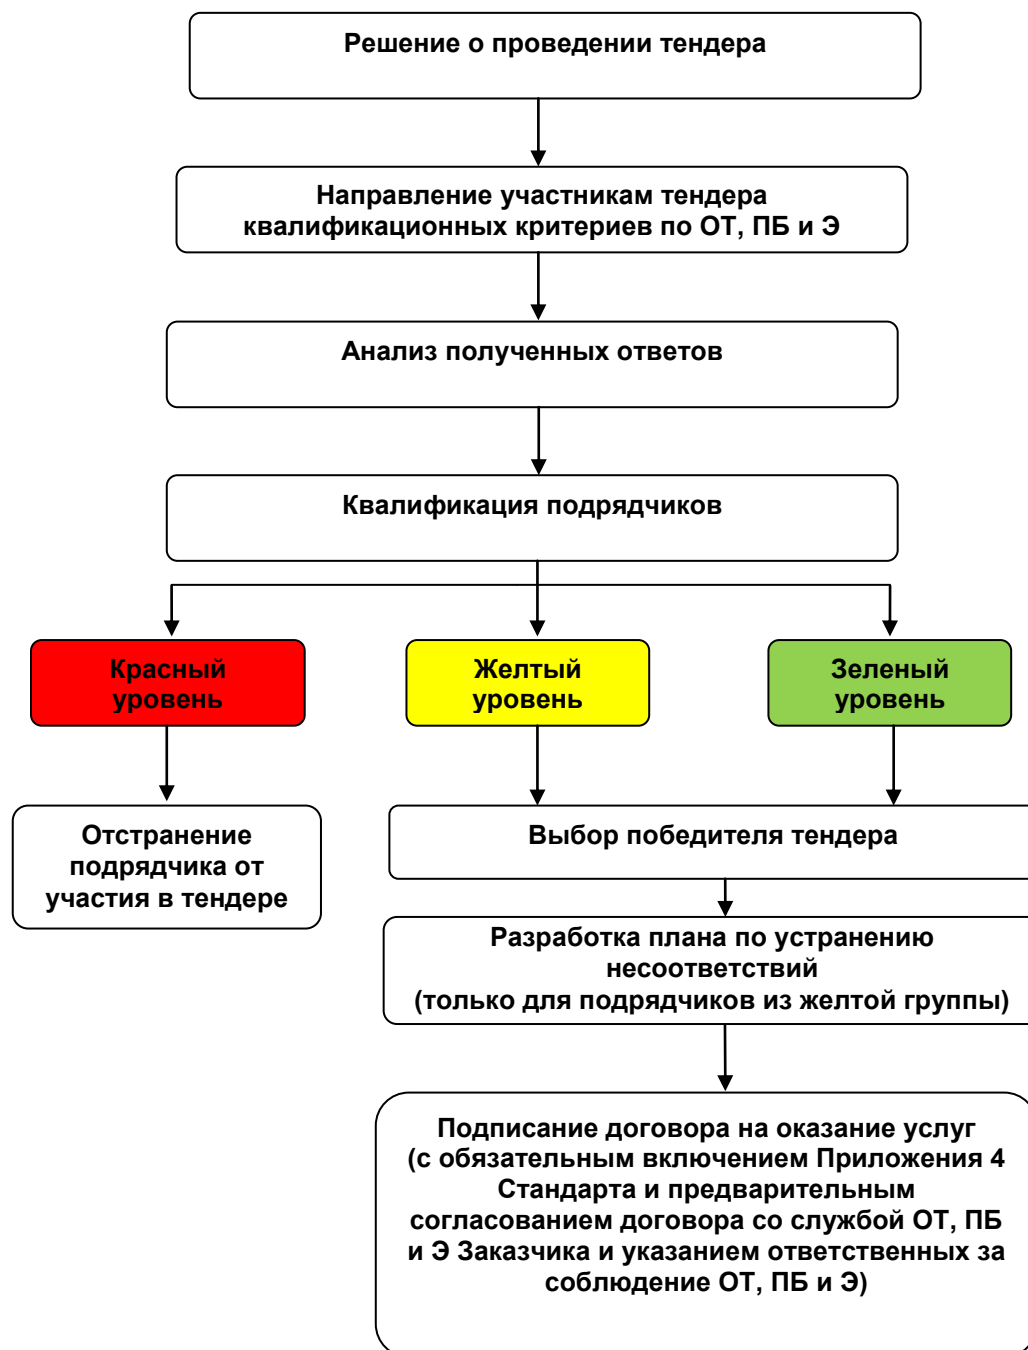 Решение о проведении тендера
Направление участникам тендера
квалификационных критериев по ОТ, ПБ и Э
Анализ полученных ответов
Квалификация подрядчиков
Красный
уровень
Желтый
уровень
Зеленый
уровень
Отстранение
подрядчика от
участия в тендере
Выбор победителя тендера
Разработка плана по устранению
несоответствий
(только для подрядчиков из желтой группы)
Подписание договора на оказание услуг
(с обязательным включением Приложения 4
Стандарта и предварительным
согласованием договора со службой ОТ, ПБ
и Э Заказчика и указанием ответственных за
соблюдение ОТ, ПБ и Э)